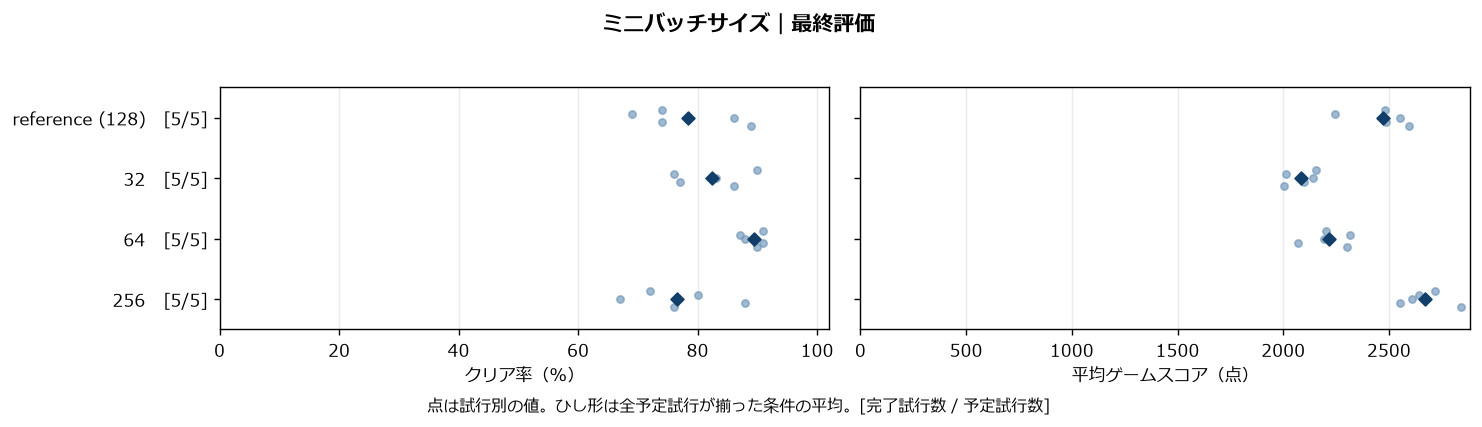 ミニバッチサイズ | 最終評価
reference (128) [5/5]
32 [5/5]
64 [5/5]
256 [5/5]
0 20 40 60 80 100
0 500 1000 1500 2000 2500
クリア率（%）
平均ゲームスコア（点）
点は試行別の値。ひし形は全予定試行が揃った条件の平均。[完了試行数 / 予定試行数]